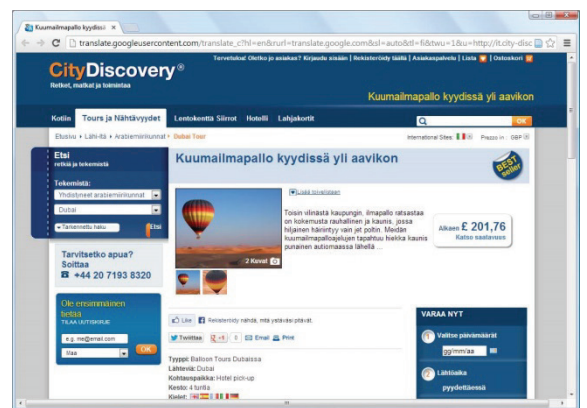 Kuumailmapallo kyydissä ×
translate.googleusercontent.com/translate_c?hl=en&rurl=translate.google.com&sl=auto&tl=fi&twu=1&u=http://it.city-disc
CityDiscovery®
Retket, matkat ja toimintaa
Tervetuloa! Oletko jo asiakas? Kirjaudu sisään | Rekisteröidy täällä | Asiakaspalvelu | Lista | Ostoskori
Kuumailmapallo kyydissä yli aavikon
Kotiin Tours ja Nähtävyydet Lentokenttä Siirrot Hotelli Lahjakortit OK
Etusivu › Lähi-Itä › Arabiemiirikunnat › Dubai Tour
International Sites: Prezzo in : GBP
Etsi
retkiä ja tekemistä
Tekemistä:
Yhdistyneet arabiemiirikunnat
Dubai
Tarkennettu haku Etsi
Kuumailmapallo kyydissä yli aavikon
BEST
seller
Lisää toivelistaan
Toisin vilinästä kaupungin, ilmapallo ratsastaa
on kokemusta rauhallinen ja kaunis, jossa
hiljainen häiriintyy vain jet poltin. Meidän
kuumailmapalloajelujen tapahtuu hiekka kaunis
punainen autiomaassa lähellä ...
Alkaen £ 201,76
Katso saatavuus
2 Kuvat
Tarvitsetko apua?
Soittaa
+44 20 7193 8320
Ole ensimmäinen
tietää
TILAA UUTISKIRJE
e.g. me@email.com
Maa OK
Like Rekisteröidy nähdä, mitä ystäväsi pitävät.
Twiittaa +1 0 Email Print
Tyyppi: Balloon Tours Dubaissa
Lähteviä: Dubai
Kohtauspaikka: Hotel pick-up
Kesto: 4 tuntia
Kielet:
VARAA NYT
1 Valitse päivämäärät
gg/mm/aa
2 Lähtöaika
pyydettäessä